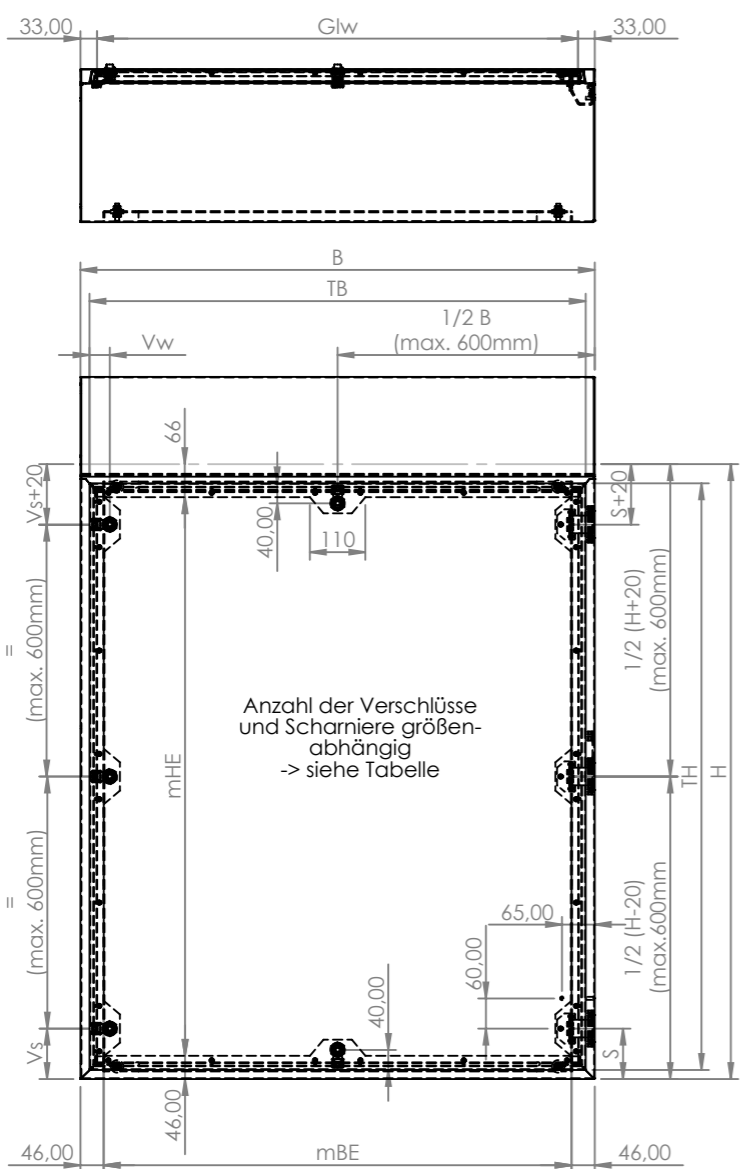 33,00
Glw
33,00
B
TB
1/2 B
(max. 600mm)
Vw
66
Vs+20
S+20
40,00
110
=
(max. 600mm)
1/2 (H+20)
(max. 600mm)
Anzahl der Verschlüsse
und Scharniere größen-
abhängig
-> siehe Tabelle
mHE
TH
H
=
(max. 600mm)
1/2 (H-20)
(max.600mm
65,00
60,00
40,00
Vs
S
46,00
46,00
mBE
46,00